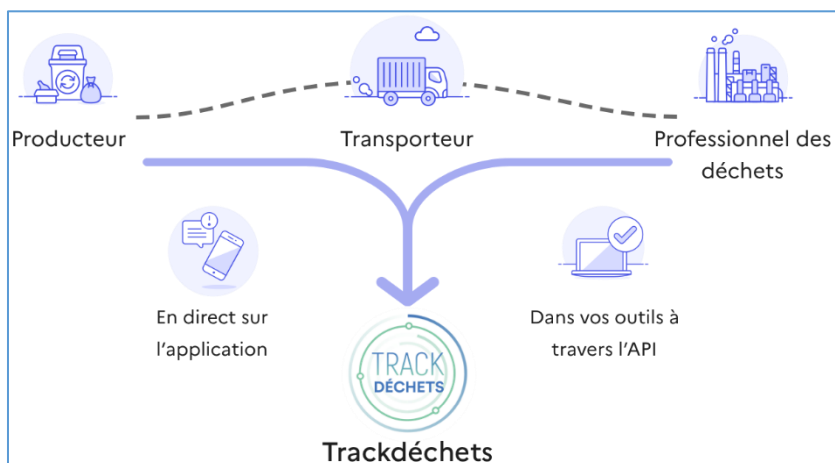 Producteur
Transporteur
Professionnel des
déchets
En direct sur
l'application
Dans vos outils à
travers l'API
TRACK
DÉCHETS
Trackdéchets